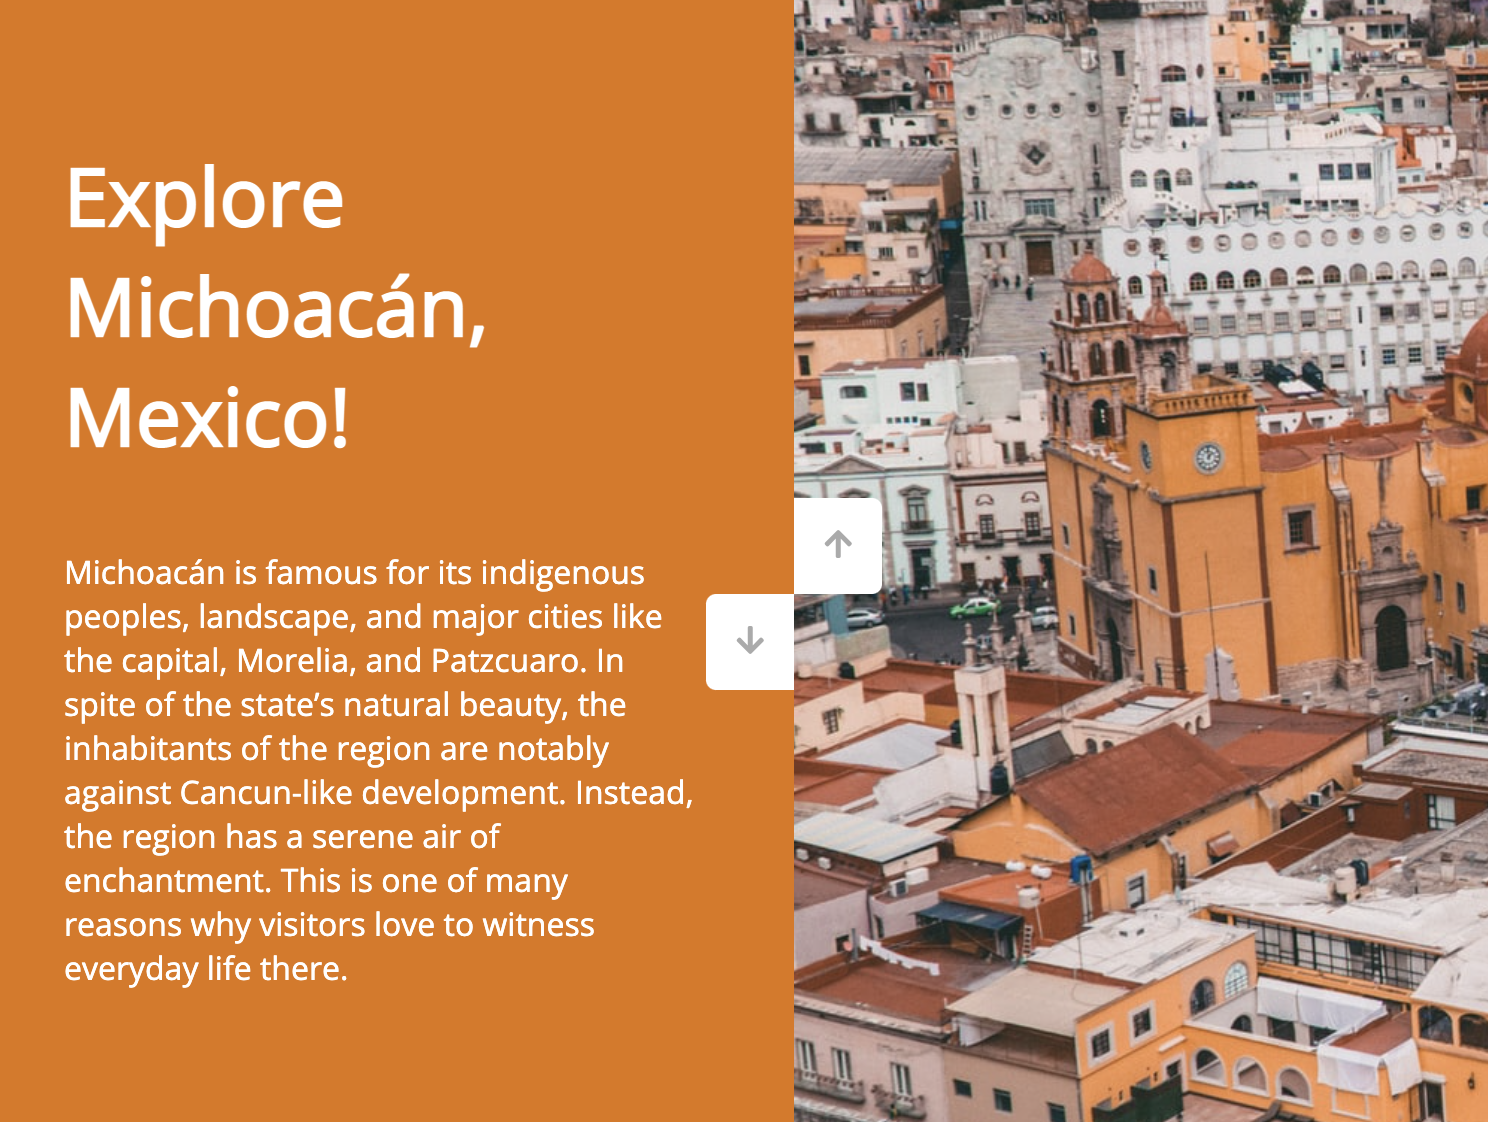 Explore
Michoacán,
Mexico!
Michoacán is famous for its indigenous
peoples, landscape, and major cities like
the capital, Morelia, and Patzcuaro. In
spite of the state’s natural beauty, the
inhabitants of the region are notably
against Cancun-like development. Instead,
the region has a serene air of
enchantment. This is one of many
reasons why visitors love to witness
everyday life there.